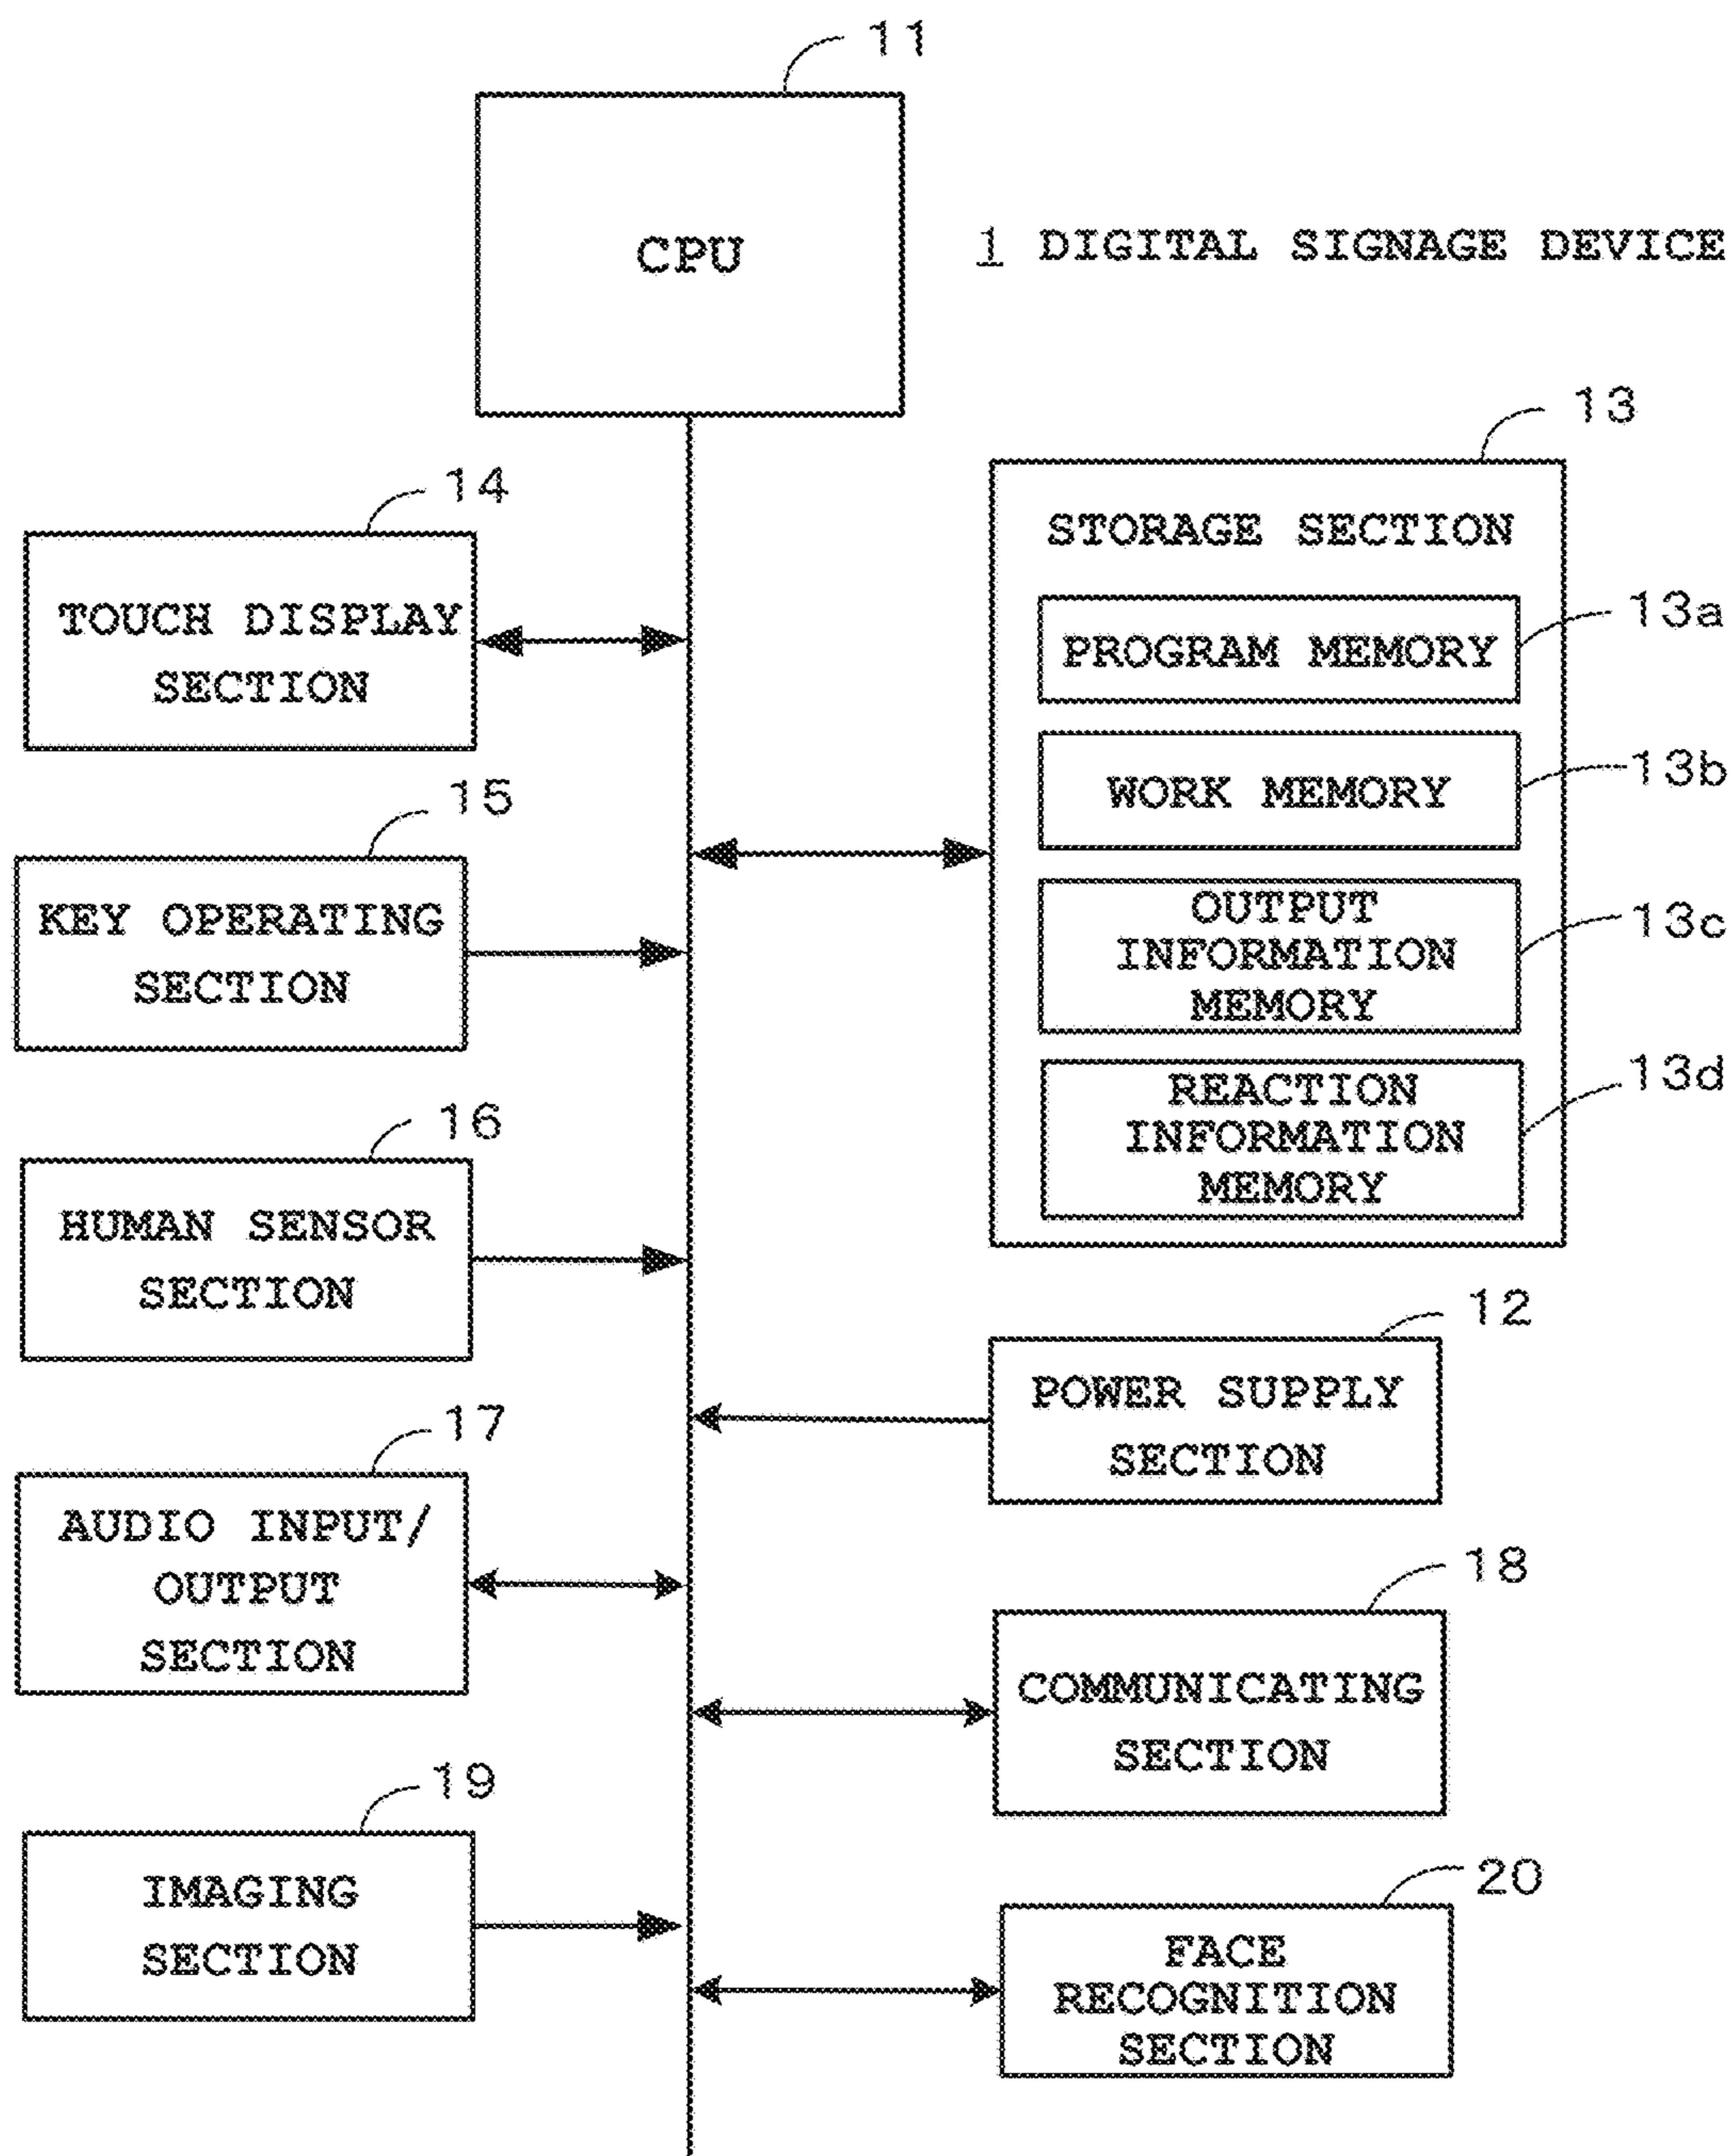 11
CPU
1 DIGITAL SIGNAGE DEVICE
14
TOUCH DISPLAY
SECTION
15
KEY OPERATING
SECTION
16
HUMAN SENSOR
SECTION
17
AUDIO INPUT/
OUTPUT
SECTION
19
IMAGING
SECTION
13
STORAGE SECTION
13a
PROGRAM MEMORY
13b
WORK MEMORY
13c
OUTPUT
INFORMATION
MEMORY
13d
REACTION
INFORMATION
MEMORY
12
POWER SUPPLY
SECTION
18
COMMUNICATING
SECTION
20
FACE
RECOGNITION
SECTION